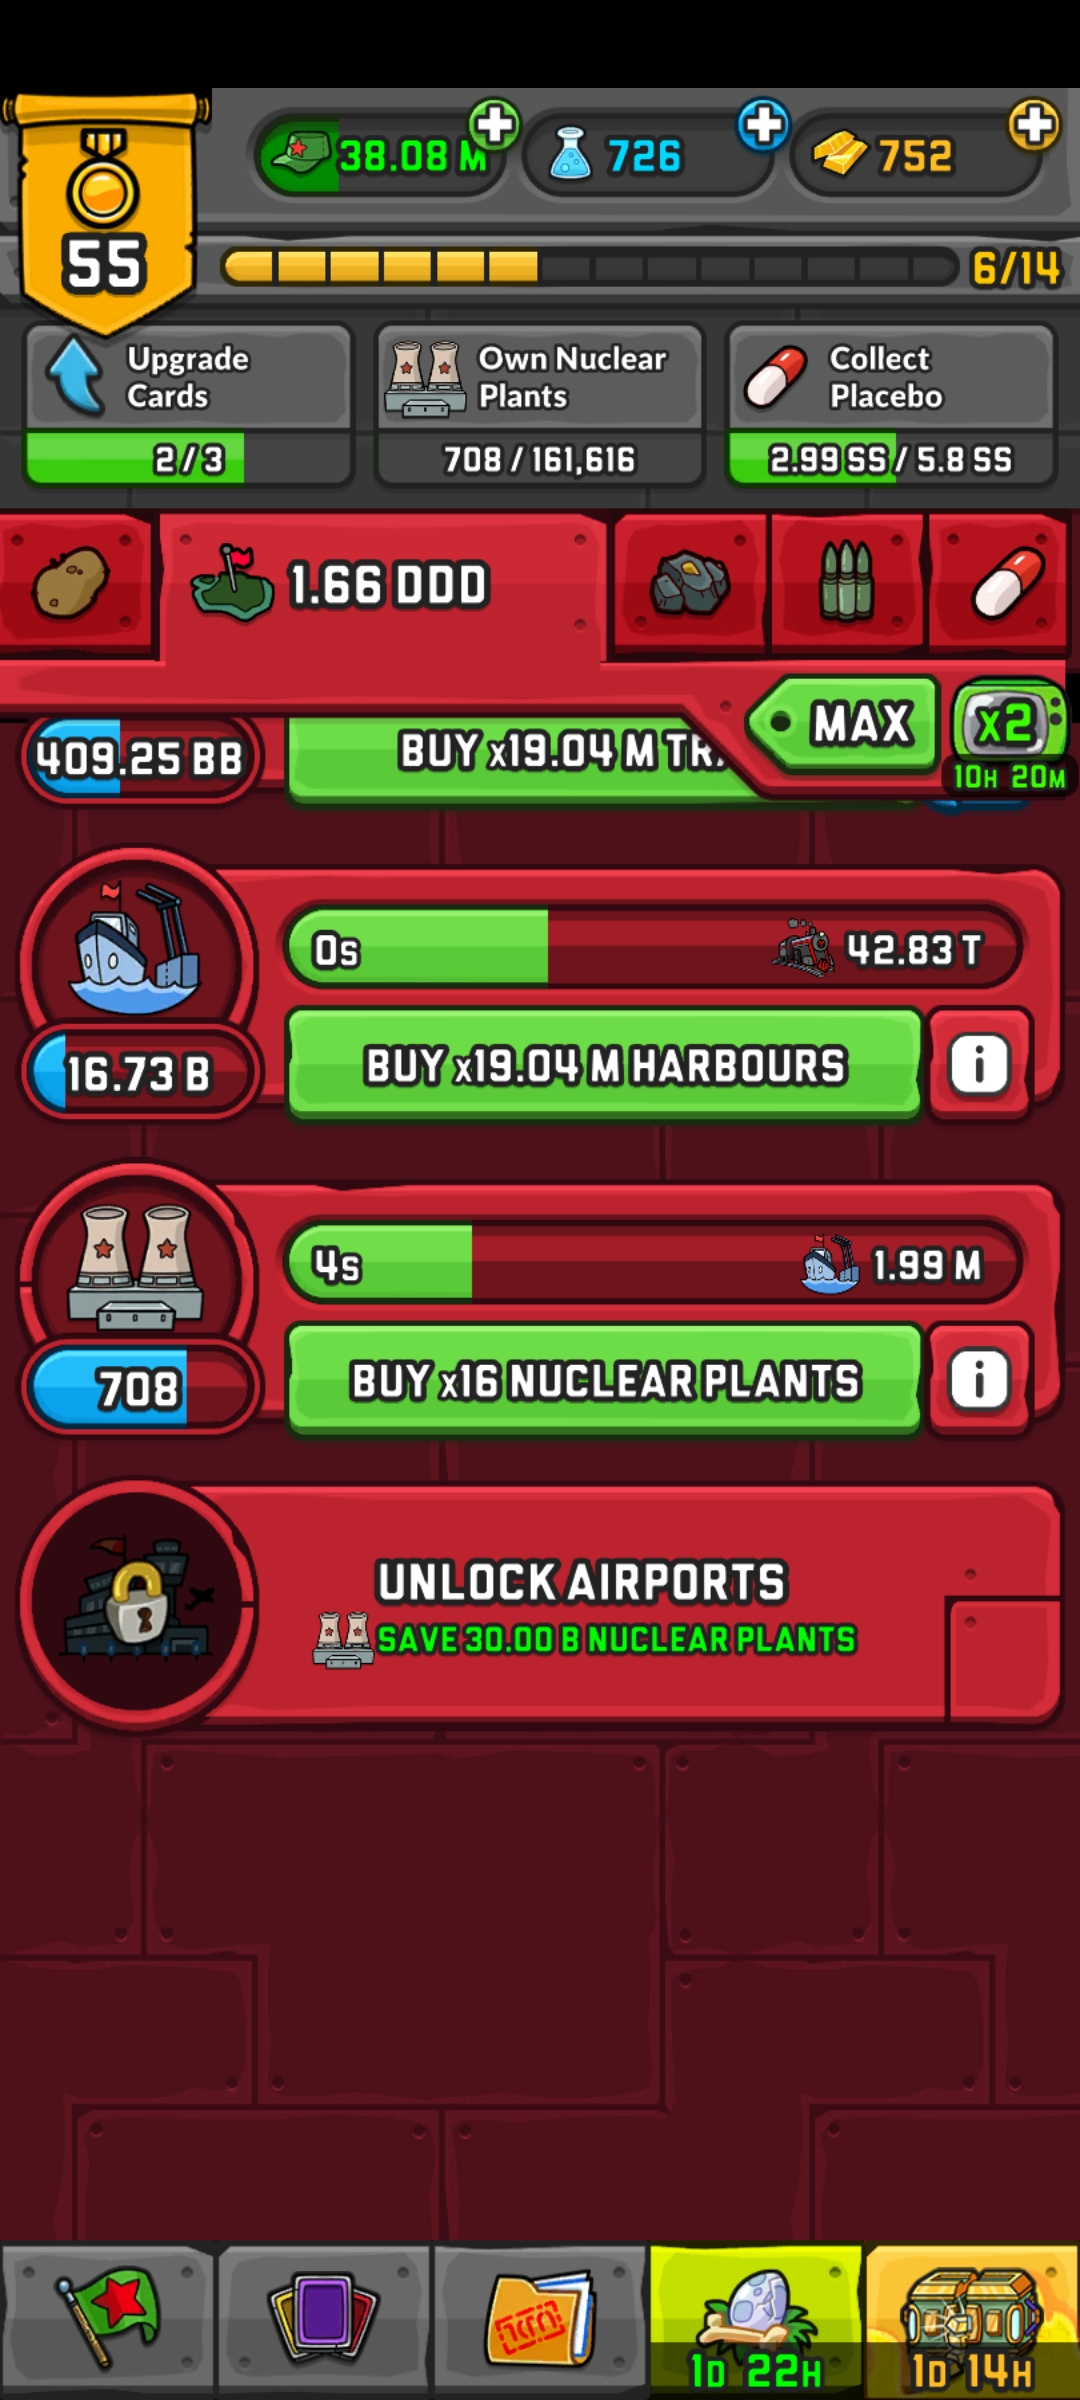 38.08 M
726
752
55
6/14
Upgrade
Cards
2/3
Own Nuclear
Plants
708 / 161,616
Collect
Placebo
2.99 SS / 5.8 SS
1.66 DDD
MAX
x2
10H 20M
409.25 BB
BUY x19.04 M
0s
42.83 T
16.73 B
BUY x19.04 M HARBOURS
i
4s
1.99 M
708
BUY x16 NUCLEAR PLANTS
i
UNLOCK AIRPORTS
SAVE 30.00 B NUCLEAR PLANTS
1D 22H
1D 14H